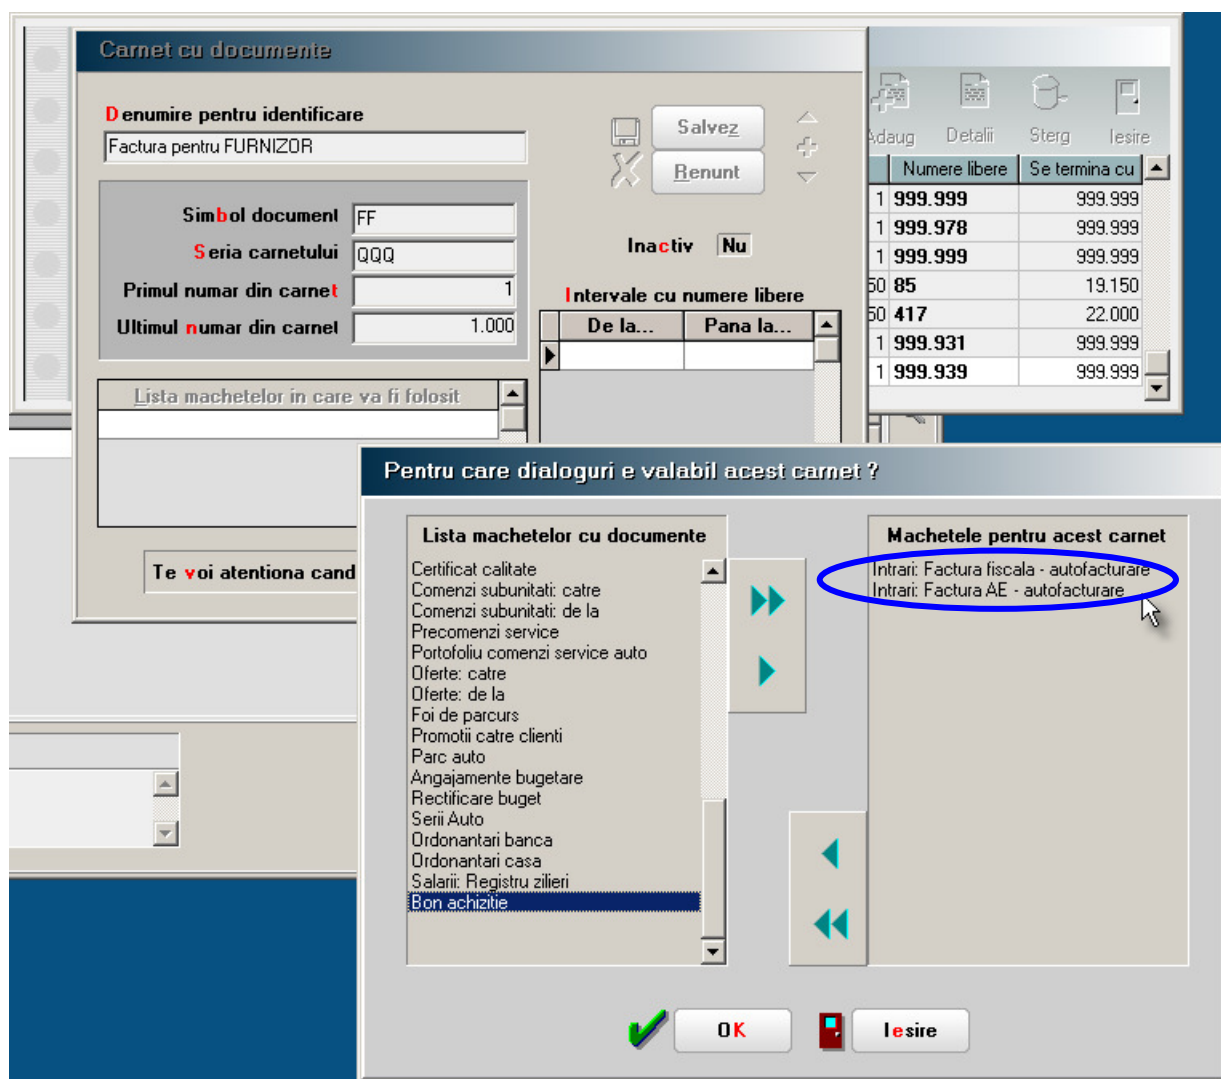 Carnet cu documente
Denumire pentru identificare
Factura pentru FURNIZOR
Salvez
Renunt
Simbol document FF
Seria carnetului QQQ
Primul numar din carnet 1
Ultimul numar din carnet 1.000
Inactiv Nu
Intervale cu numere libere
De la... Pana la...
Lista machetelor in care va fi folosit
Te voi atentiona cand
Adaug Detalii Sterg Iesire
Numere libere Se termina cu
1 999.999 999.999
1 999.978 999.999
1 999.999 999.999
50 85 19.150
50 417 22.000
1 999.931 999.999
1 999.939 999.999
Pentru care dialoguri e valabil acest carnet ?
Lista machetelor cu documente
Certificat calitate
Comenzi subunitati: catre
Comenzi subunitati: de la
Precomenzi service
Portofoliu comenzi service auto
Oferte: catre
Oferte: de la
Foi de parcurs
Promotii catre clienti
Parc auto
Angajamente bugetare
Rectificare buget
Serii Auto
Ordonantari banca
Ordonantari casa
Salarii: Registru zilieri
Bon achizitie
Machetele pentru acest carnet
Intrari: Factura fiscala - autofacturare
Intrari: Factura AE - autofacturare
OK
Iesire